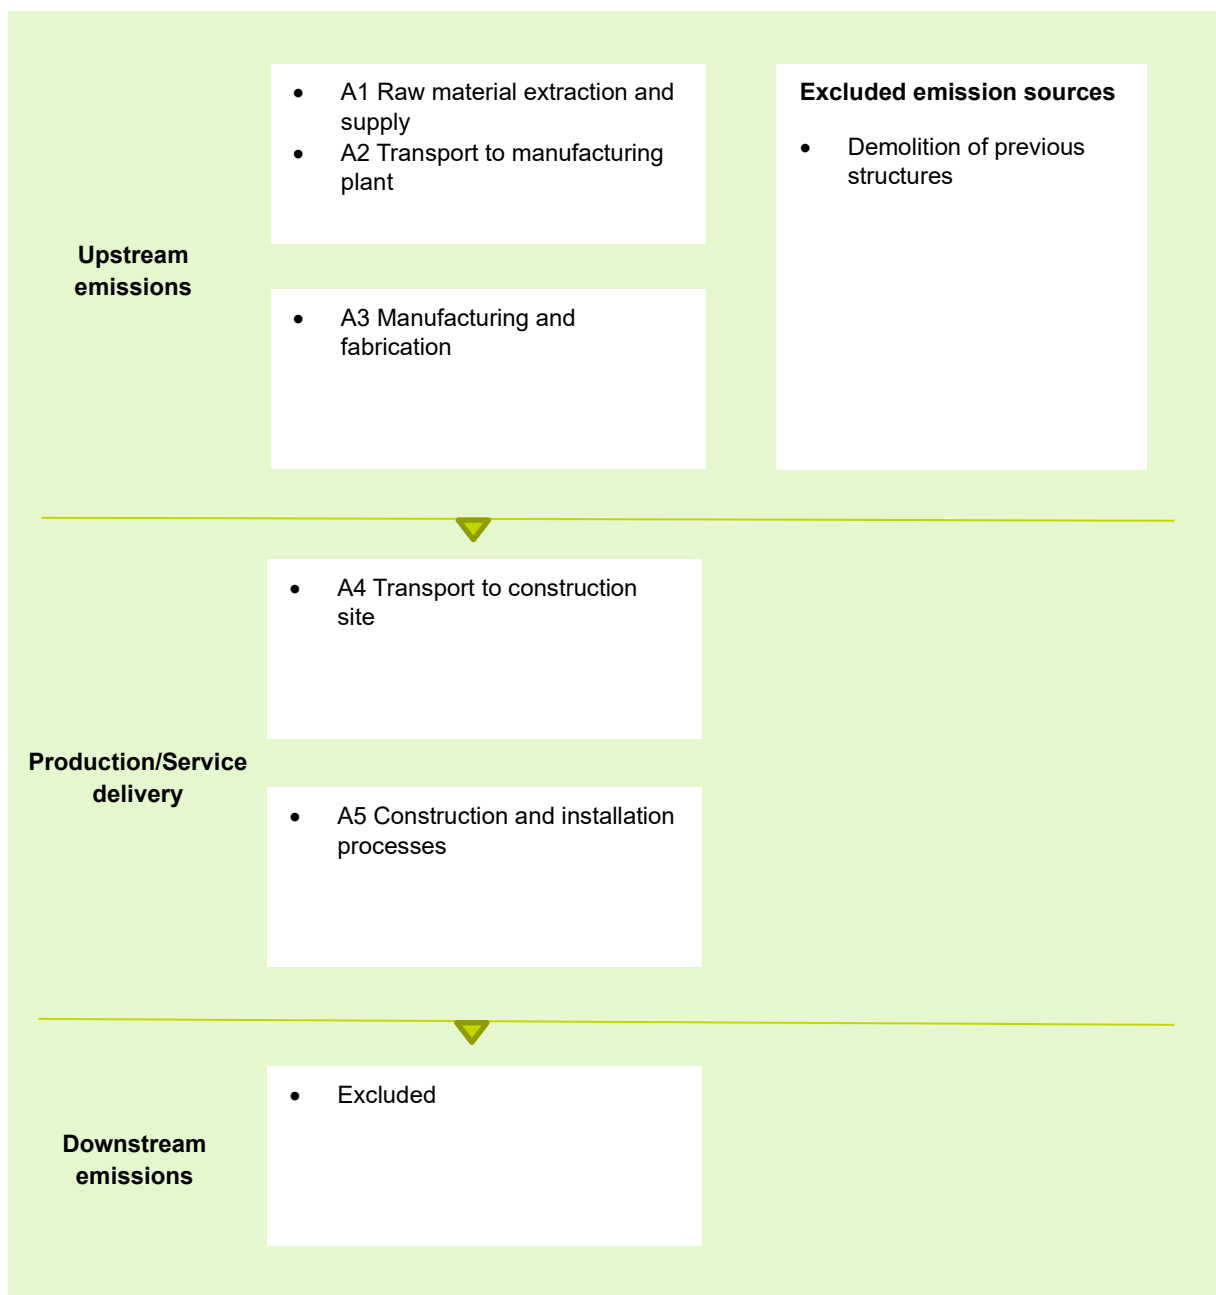 Upstream
emissions
• A1 Raw material extraction and
supply
• A2 Transport to manufacturing
plant
• A3 Manufacturing and
fabrication
Excluded emission sources
• Demolition of previous
structures
Production/Service
delivery
• A4 Transport to construction
site
• A5 Construction and installation
processes
Downstream
emissions
• Excluded